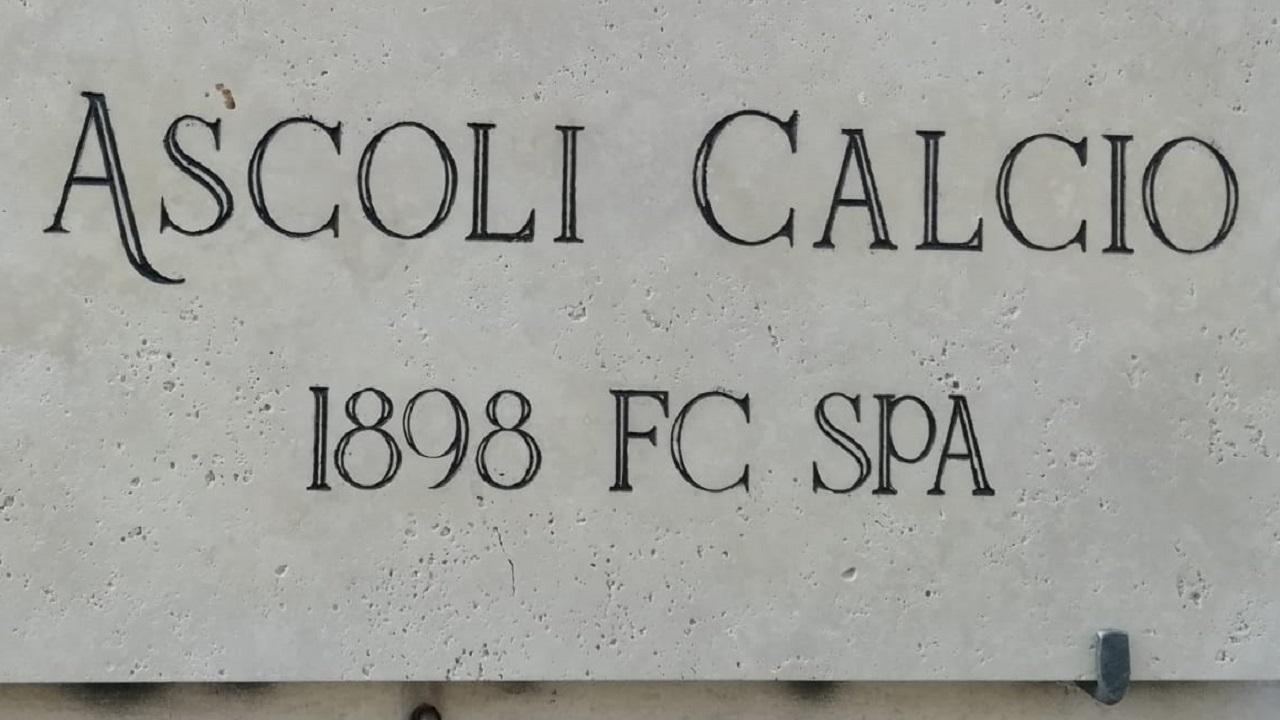 ASCOLI CALCIO
1898 FC SPA